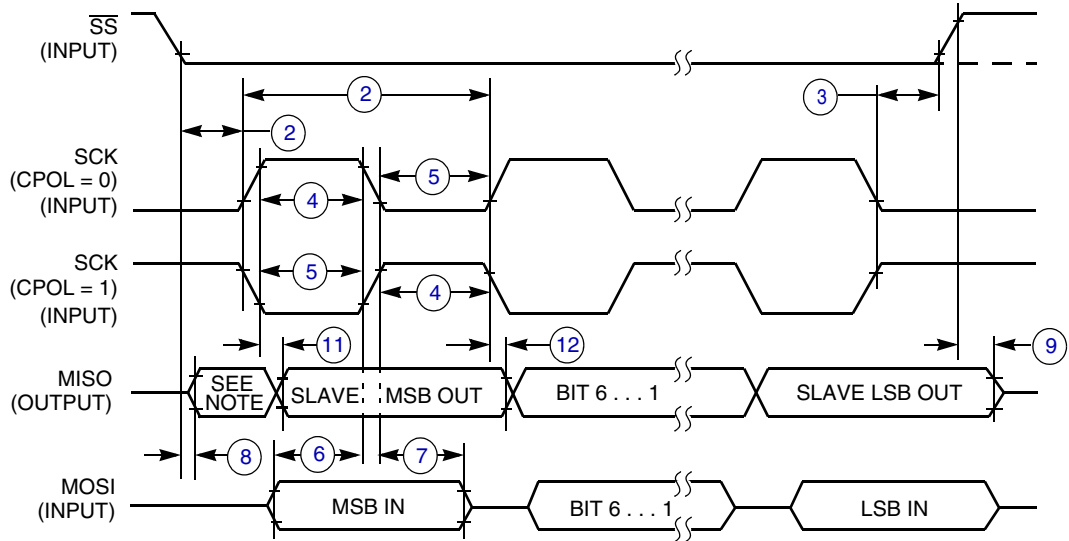 SS
(INPUT)
2
3
2
SCK
(CPOL = 0)
(INPUT)
5
4
SCK
(CPOL = 1)
(INPUT)
5
4
11
12
9
MISO
(OUTPUT)
SEE
NOTE
SLAVE
MSB OUT
BIT 6 . . . 1
SLAVE LSB OUT
8
6
7
MOSI
(INPUT)
MSB IN
BIT 6 . . . 1
LSB IN